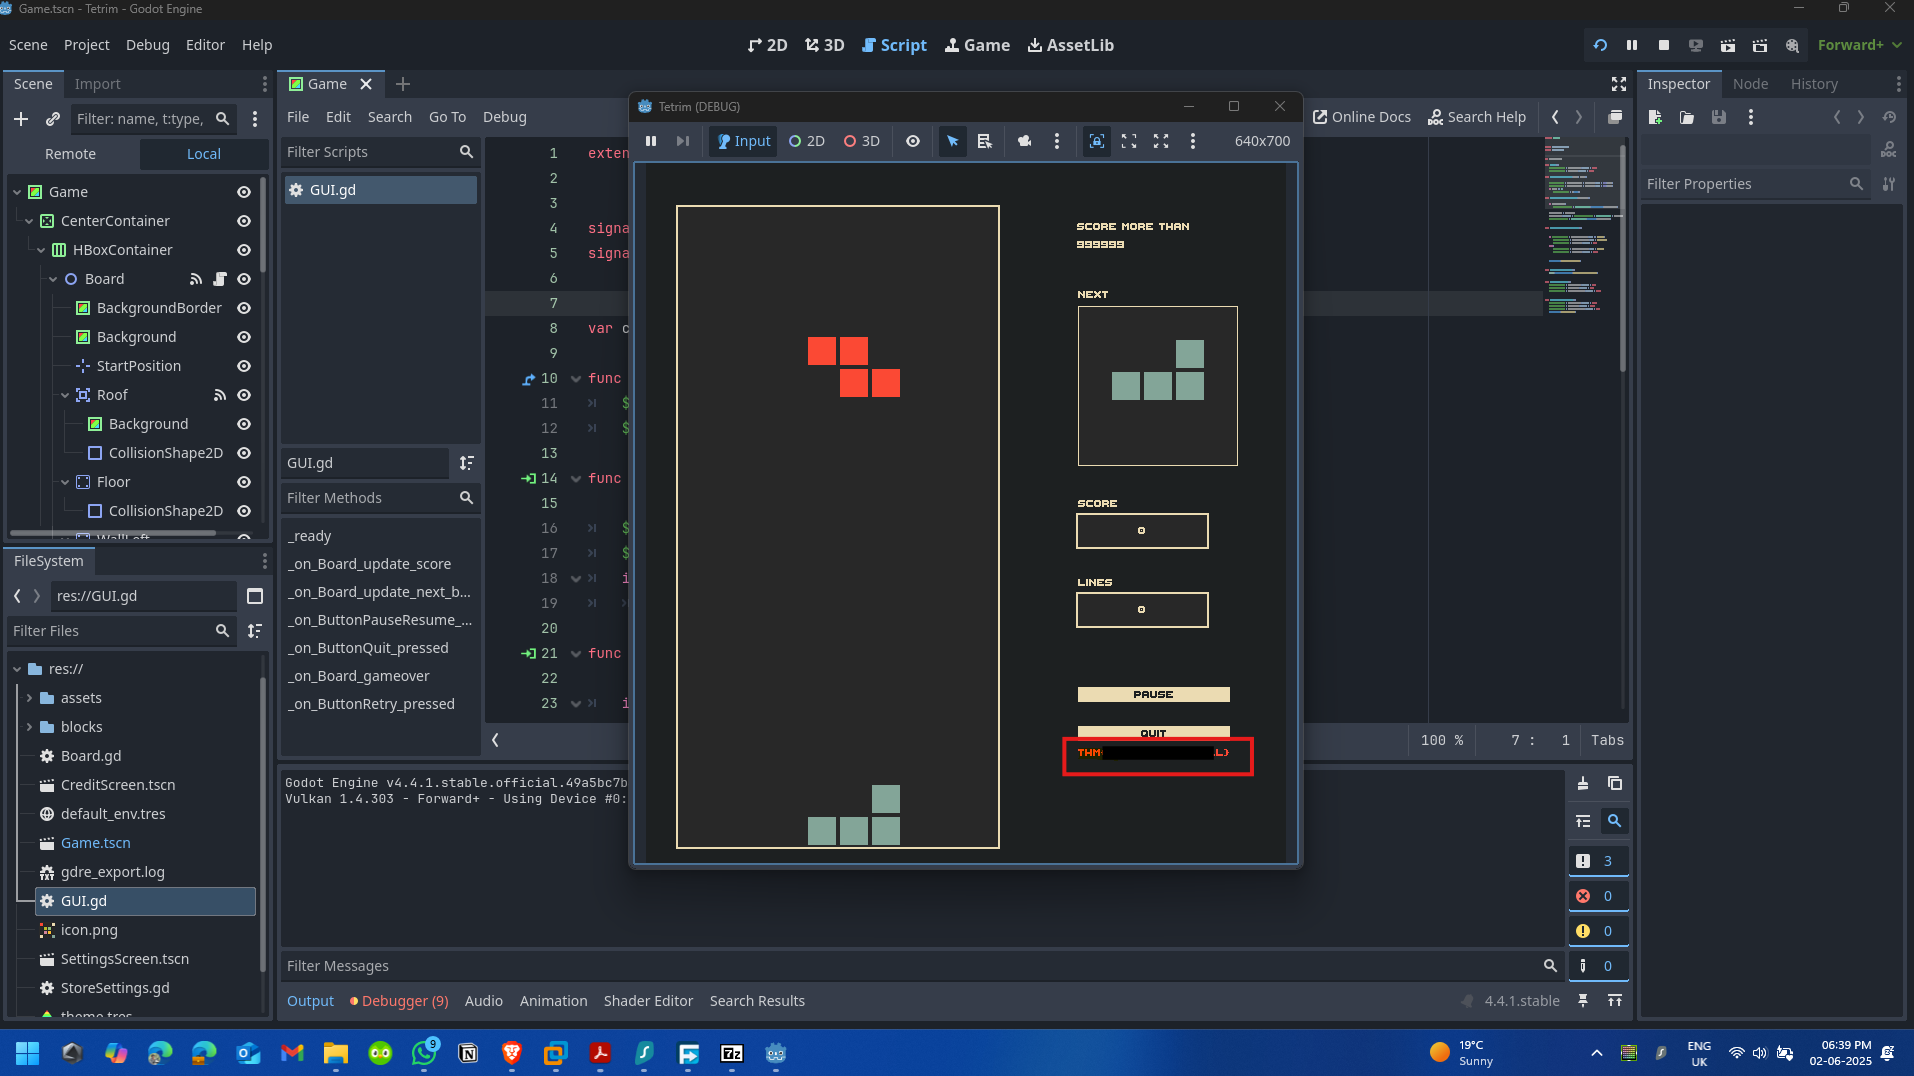 Game.tscn - Tetrim - Godot Engine
Scene Project Debug Editor Help
2D 3D Script Game AssetLib
Forward+
Scene Import
Game
Inspector Node History
Filter: name, t:type,
Remote Local
Game
CenterContainer
HBoxContainer
Board
BackgroundBorder
Background
StartPosition
Roof
Background
CollisionShape2D
Floor
CollisionShape2D
WallLeft
FileSystem
res://GUI.gd
Filter Files
res://
assets
blocks
Board.gd
CreditScreen.tscn
default_env.tres
Game.tscn
gdre_export.log
GUI.gd
icon.png
SettingsScreen.tscn
StoreSettings.gd
theme.tres
File Edit Search Go To Debug
Online Docs Search Help
Filter Scripts
GUI.gd
GUI.gd
Filter Methods
_ready
_on_Board_update_score
_on_Board_update_next_b...
_on_ButtonPauseResume_...
_on_ButtonQuit_pressed
_on_Board_gameover
_on_ButtonRetry_pressed
1 exten
2
3
4 signa
5 signa
6
7
8 var c
9
10 func
11 $
12 $
13
14 func
15
16 $
17 $
18 i
19
20
21 func
22
23 i
Tetrim (DEBUG)
Input 2D 3D 640x700
SCORE MORE THAN
999999
NEXT
SCORE
0
LINES
0
PAUSE
QUIT
THM L}
100 % 7 : 1 Tabs
Godot Engine v4.4.1.stable.official.49a5bc7b
Vulkan 1.4.303 - Forward+ - Using Device #0:
3
0
0
0
Filter Messages
Output Debugger (9) Audio Animation Shader Editor Search Results
4.4.1.stable
Filter Properties
9
7z
19°C
Sunny
ENG
UK
06:39 PM
02-06-2025